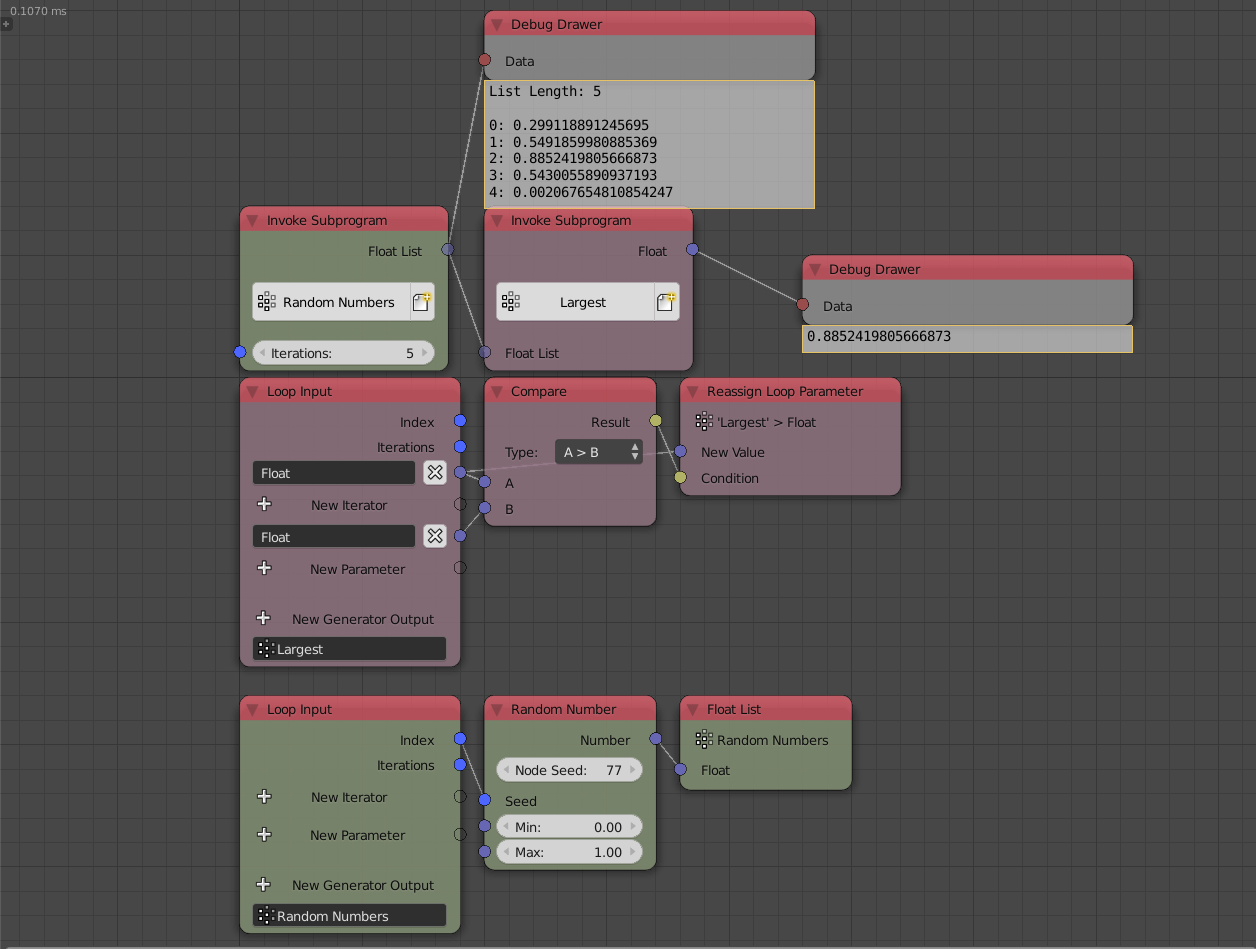 0.1070 ms
Debug Drawer
Data
List Length: 5
0: 0.299118891245695
1: 0.5491859980885369
2: 0.8852419805666873
3: 0.5430055890937193
4: 0.002067654810854247
Invoke Subprogram
Float List
Random Numbers
Iterations: 5
Invoke Subprogram
Float
Largest
Float List
Debug Drawer
Data
0.8852419805666873
Loop Input
Index
Iterations
Float
New Iterator
Float
New Parameter
New Generator Output
Largest
Compare
Result
Type: A > B
A
B
Reassign Loop Parameter
'Largest' > Float
New Value
Condition
Loop Input
Index
Iterations
New Iterator
New Parameter
New Generator Output
Random Numbers
Random Number
Number
Node Seed: 77
Seed
Min: 0.00
Max: 1.00
Float List
Random Numbers
Float